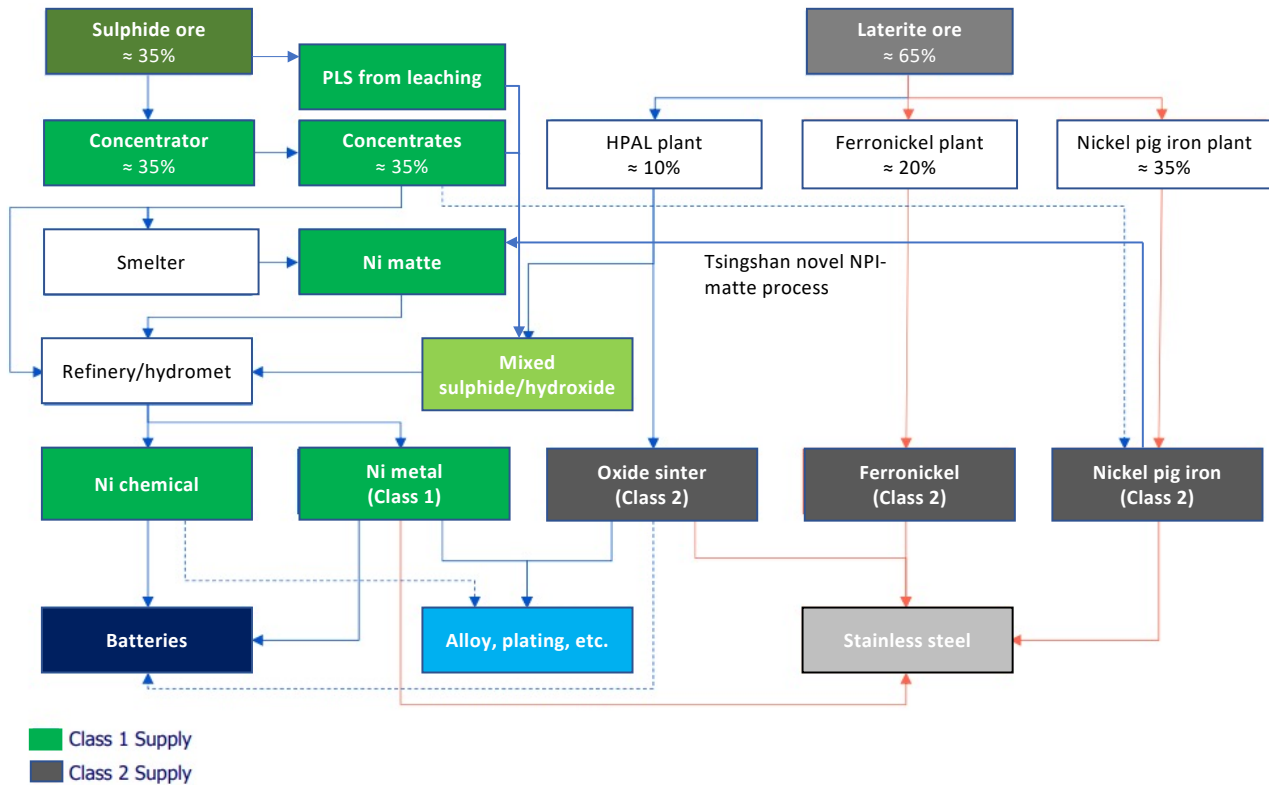 Sulphide ore
≈ 35%
Laterite ore
≈ 65%
PLS from leaching
Concentrator
≈ 35%
Concentrates
≈ 35%
HPAL plant
≈ 10%
Ferronickel plant
≈ 20%
Nickel pig iron plant
≈ 35%
Smelter
Ni matte
Tsingshan novel NPI-
matte process
Refinery/hydromet
Mixed
sulphide/hydroxide
Ni chemical
Ni metal
(Class 1)
Oxide sinter
(Class 2)
Ferronickel
(Class 2)
Nickel pig iron
(Class 2)
Batteries
Alloy, plating, etc.
Stainless steel
Class 1 Supply
Class 2 Supply